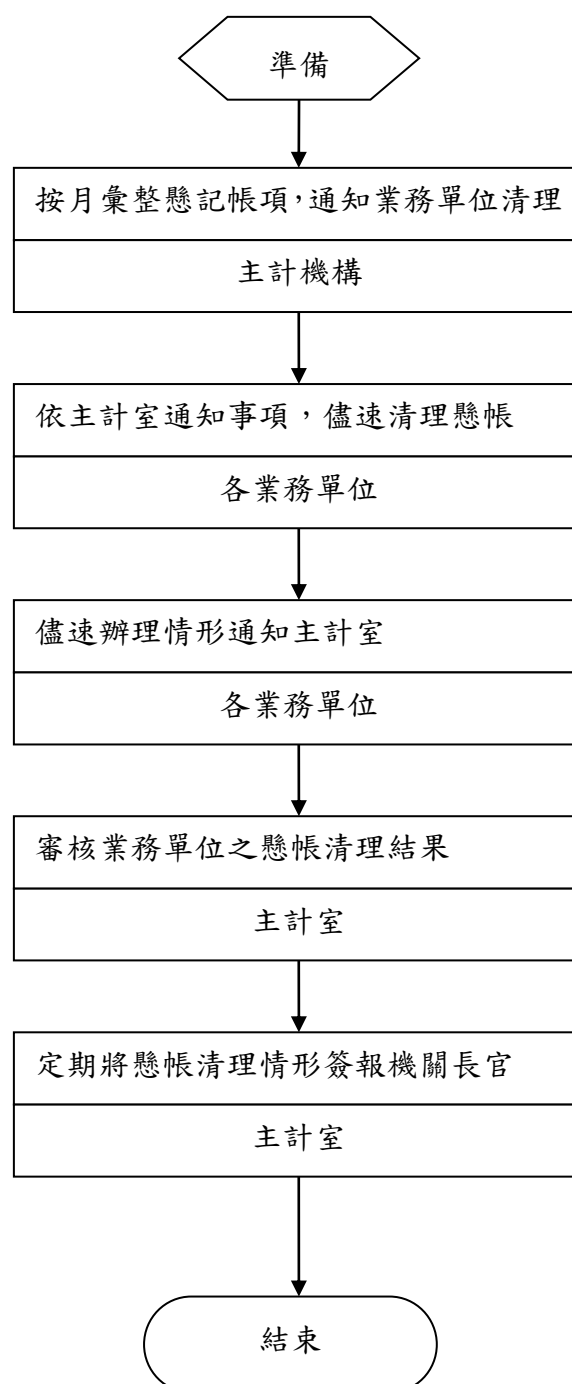 準備
按月彙整懸記帳項，通知業務單位清理
主計機構
依主計室通知事項，儘速清理懸帳
各業務單位
儘速辦理情形通知主計室
各業務單位
審核業務單位之懸帳清理結果
主計室
定期將懸帳清理情形簽報機關長官
主計室
結束